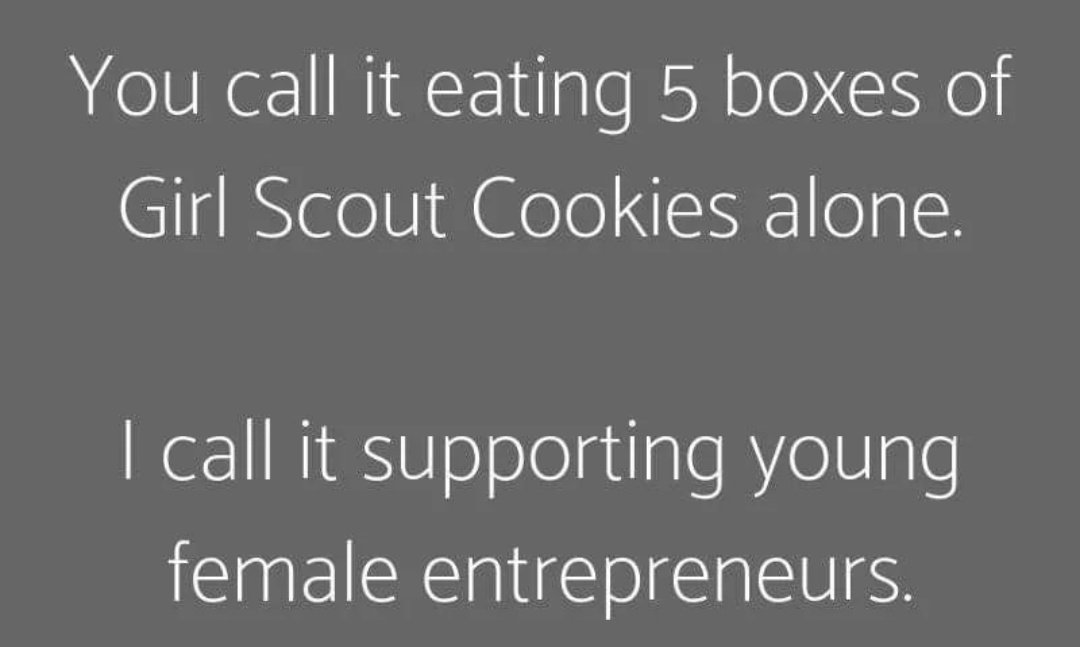 You call it eating 5 boxes of
Girl Scout Cookies alone.
I call it supporting young
female entrepreneurs.